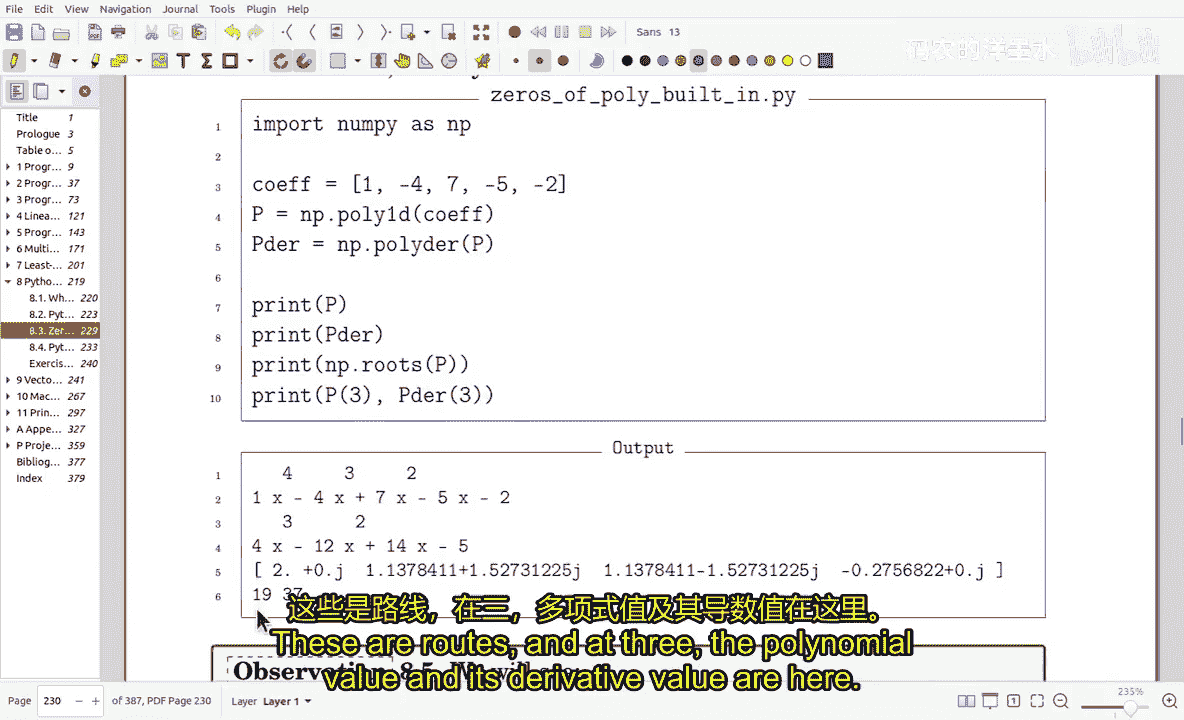 File Edit View Navigation Journal Tools Plugin Help
Sans 13
Title 1
Prologue 3
Table o... 5
1 Progr... 9
2 Progr... 37
3 Progr... 73
4 Linea... 121
5 Progr... 143
6 Multi... 171
7 Least-... 201
8 Pytho... 219
8.1. Wh... 220
8.2. Pyt... 223
8.3. Zer... 229
8.4. Pyt... 233
Exercis... 240
9 Vecto... 241
10 Mac... 267
11 Prin... 297
A Appe... 327
P Proje... 359
Bibliog... 377
Index 379
zeros_of_poly_built_in.py
1 import numpy as np
2
3 coeff = [1, -4, 7, -5, -2]
4 P = np.poly1d(coeff)
5 Pder = np.polyder(P)
6
7 print(P)
8 print(Pder)
9 print(np.roots(P))
10 print(P(3), Pder(3))
Output
1 4 3 2
2 1 x - 4 x + 7 x - 5 x - 2
3 3 2
4 4 x - 12 x + 14 x - 5
5 [ 2. +0.j 1.1378411+1.52731225j 1.1378411-1.52731225j -0.2756822+0.j ]
6 19 37
这些是路线，在三，多项式值及其导数值在这里。
These are routes, and at three, the polynomial
value and its derivative value are here.
Observation 8.5.
Page 230 of 387, PDF Page 230 Layer Layer 1 235%